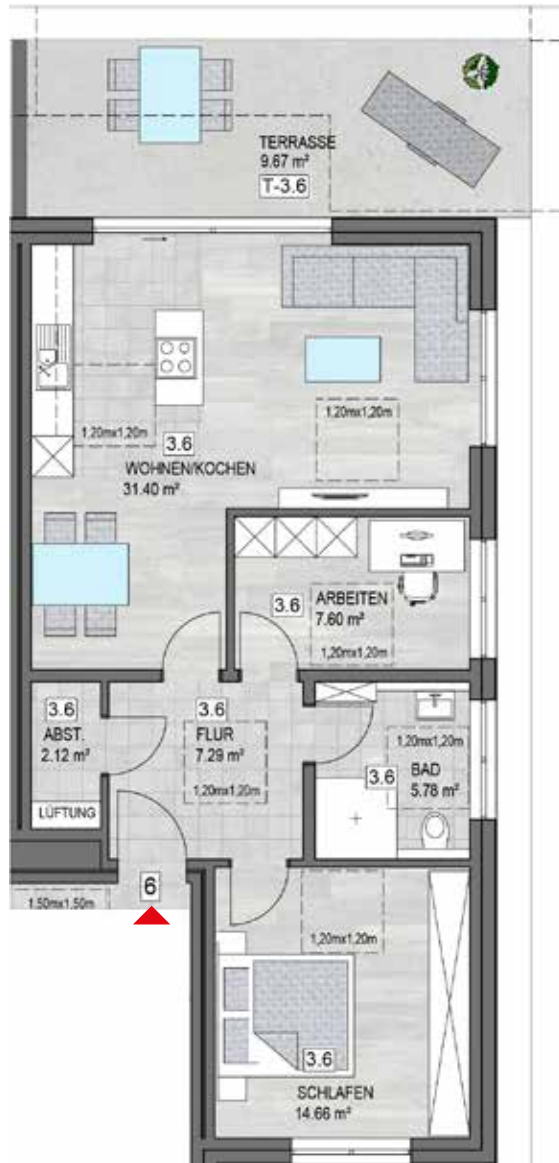 TERRASSE
9.67 m²
T-3.6
1,20mx1,20m
3.6
WOHNEN/KOCHEN
31.40 m²
1,20mx1,20m
3.6
ARBEITEN
7.60 m²
1,20mx1,20m
3.6
ABST.
2.12 m²
LÜFTUNG
3.6
FLUR
7.29 m²
1,20mx1,20m
1,20mx1,20m
3.6
BAD
5.78 m²
6
1.50mx1,50m
1,20mx1,20m
3.6
SCHLAFEN
14.66 m²